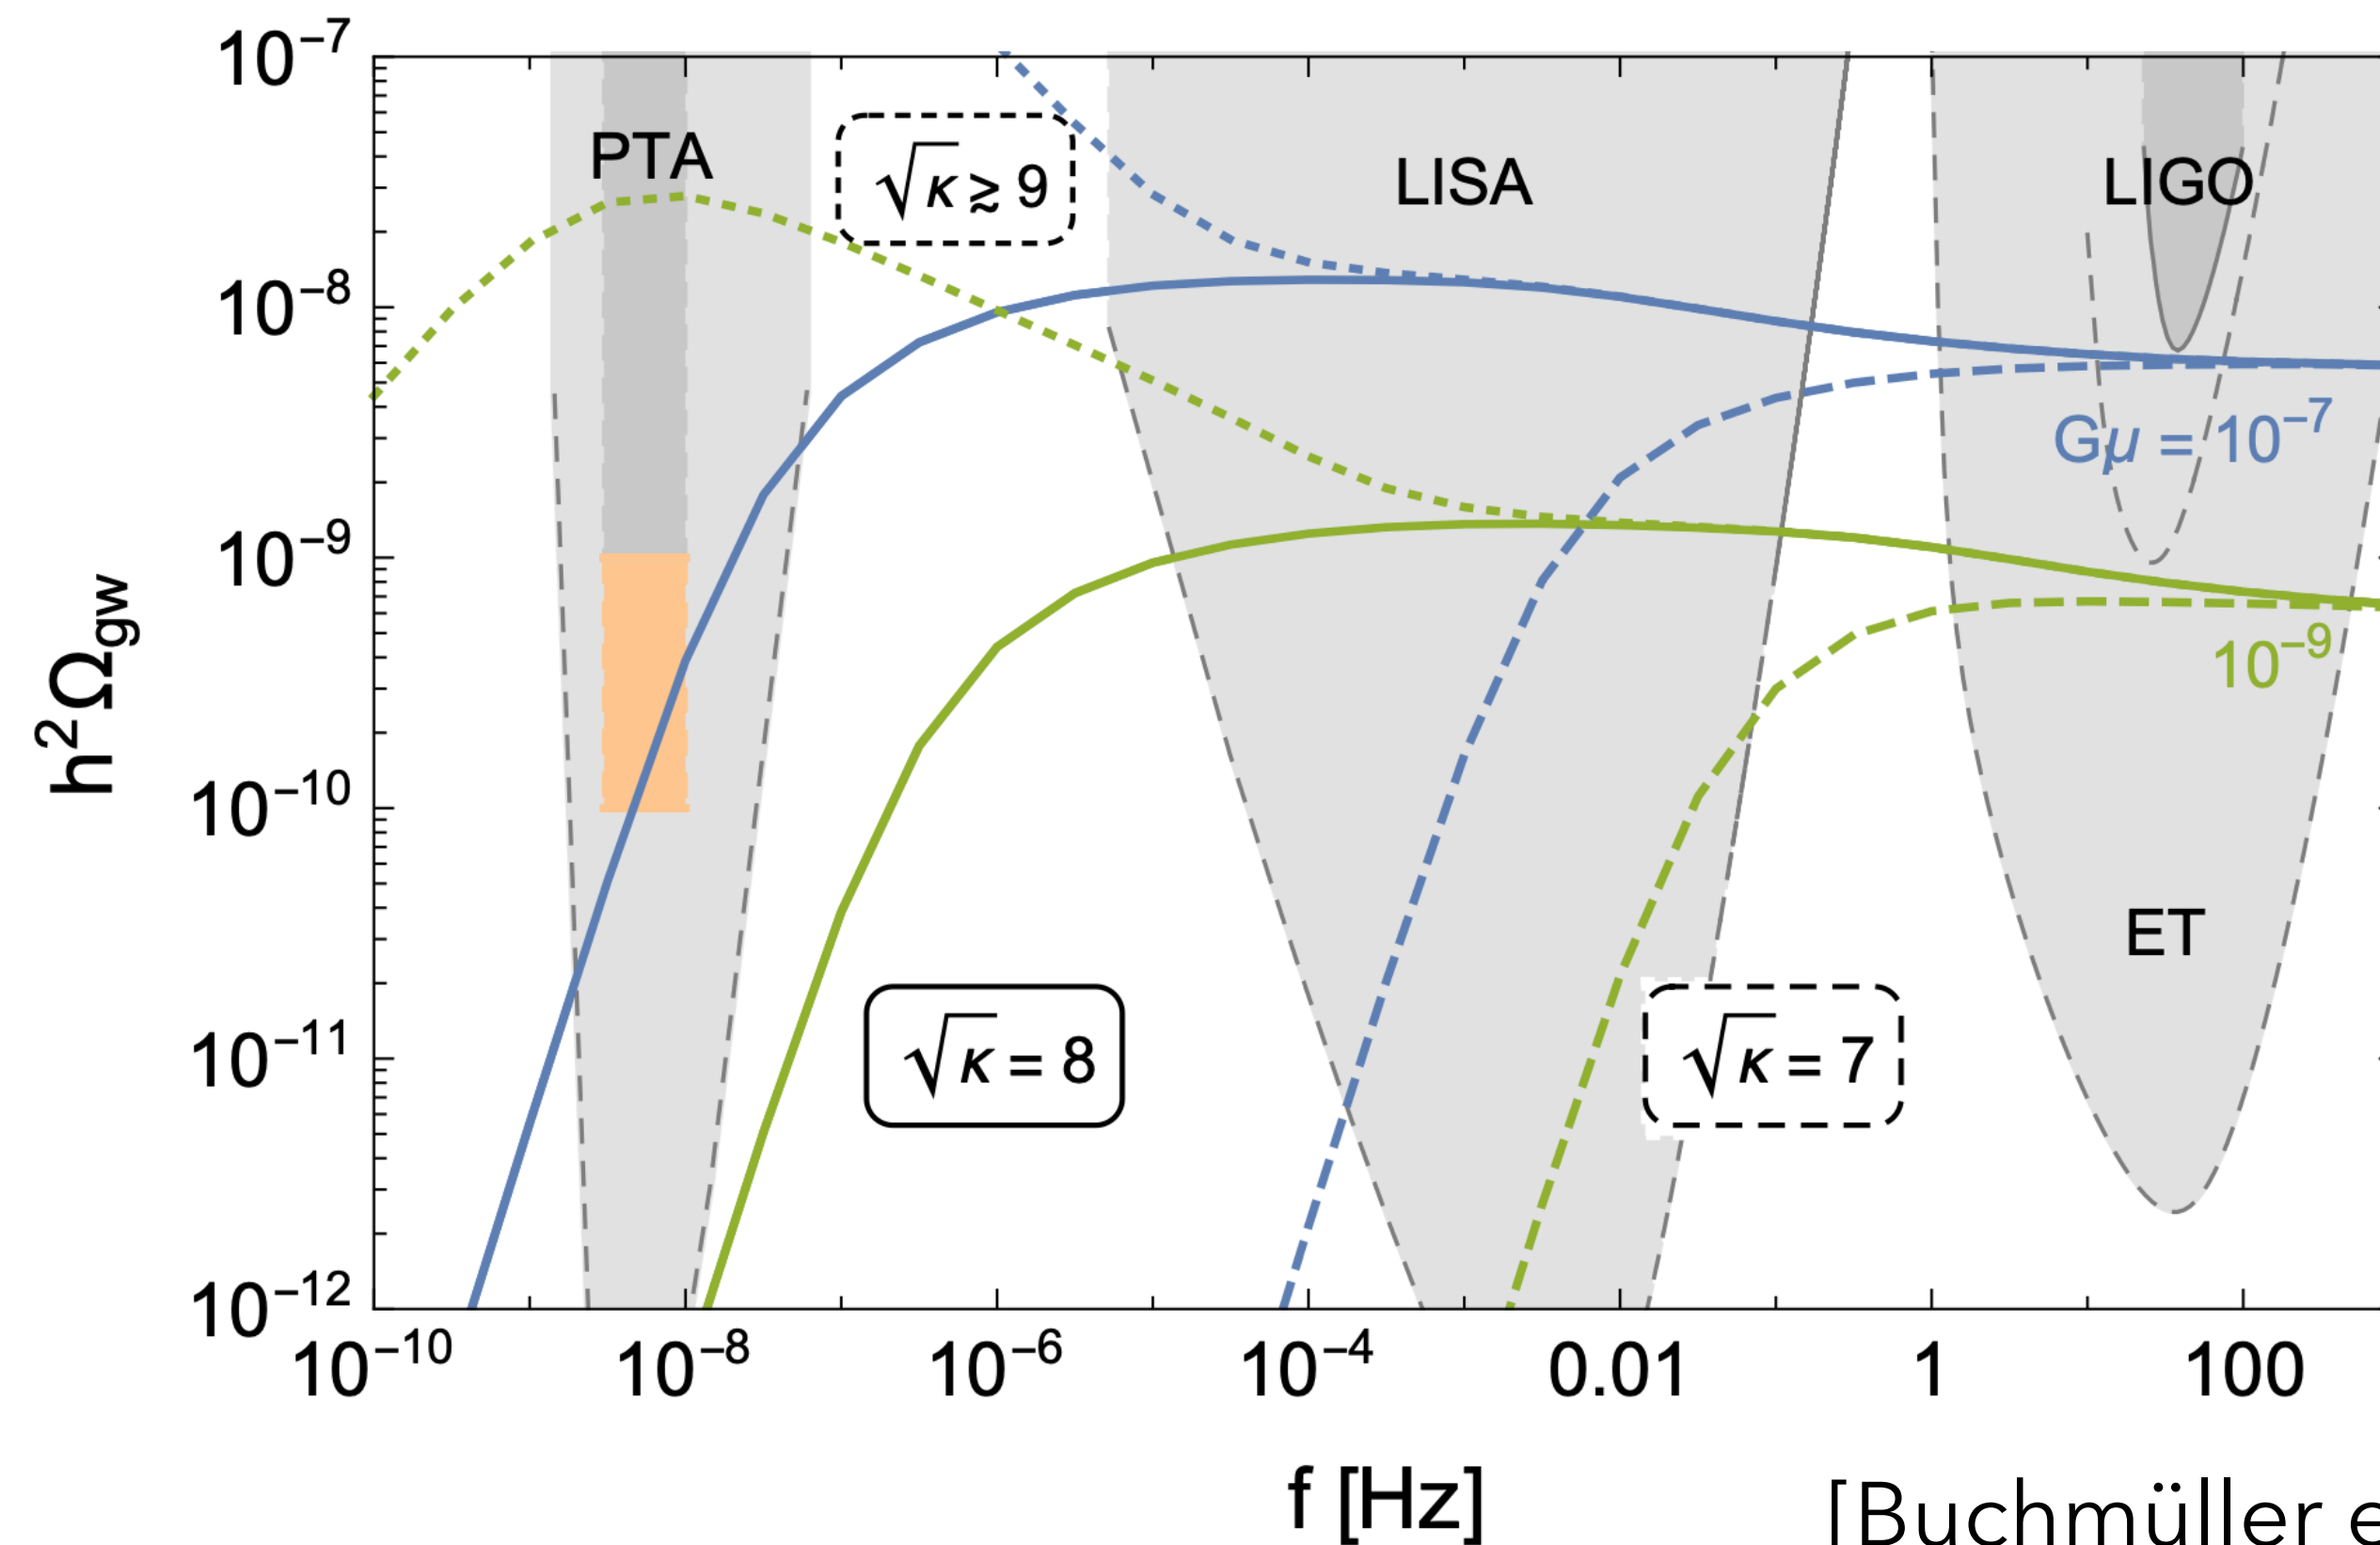 10⁻⁷
10⁻⁸
10⁻⁹
10⁻¹⁰
10⁻¹¹
10⁻¹²
h²Ω_gw
PTA
√κ ≳ 9
LISA
LIGO
Gμ = 10⁻⁷
10⁻⁹
ET
√κ = 8
√κ = 7
10⁻¹⁰ 10⁻⁸ 10⁻⁶ 10⁻⁴ 0.01 1 100
f [Hz]
[Buchmüller e